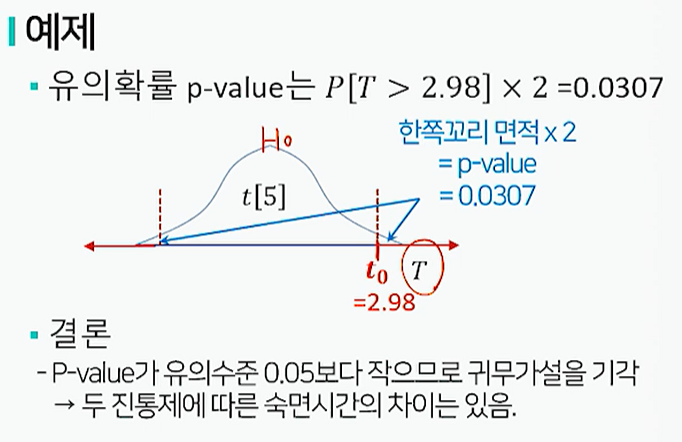 예제
▪ 유의확률 p-value는 P[T > 2.98] × 2 =0.0307
H₀
한쪽꼬리 면적 x 2
= p-value
= 0.0307
t[5]
t₀ T
=2.98
▪ 결론
- P-value가 유의수준 0.05보다 작으므로 귀무가설을 기각
→ 두 진통제에 따른 숙면시간의 차이는 있음.